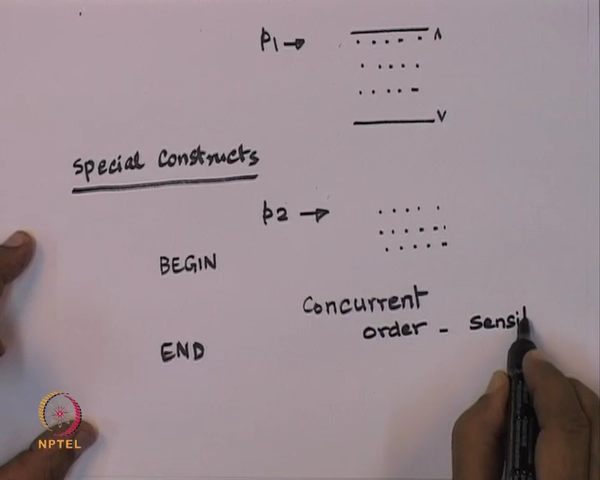 p1 →
∧
∨
special constructs
p2 →
BEGIN
concurrent
order - sensi
END
NPTEL